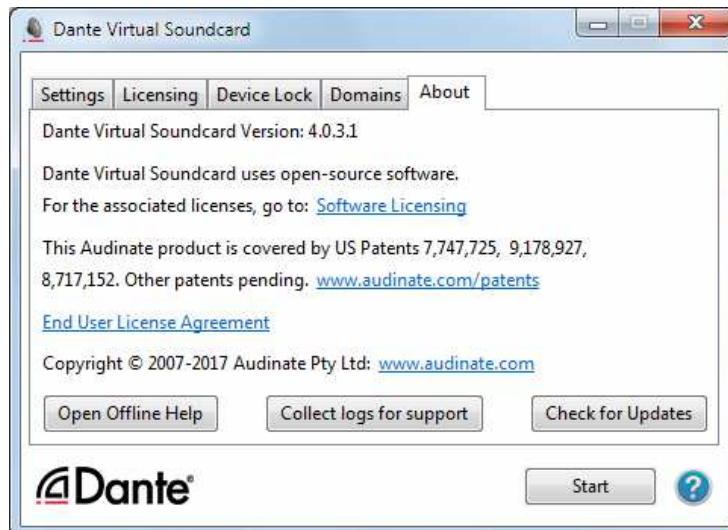 Dante Virtual Soundcard
Settings Licensing Device Lock Domains About
Dante Virtual Soundcard Version: 4.0.3.1
Dante Virtual Soundcard uses open-source software.
For the associated licenses, go to: Software Licensing
This Audinate product is covered by US Patents 7,747,725, 9,178,927,
8,717,152. Other patents pending. www.audinate.com/patents
End User License Agreement
Copyright © 2007-2017 Audinate Pty Ltd: www.audinate.com
Open Offline Help Collect logs for support Check for Updates
Dante® Start ?